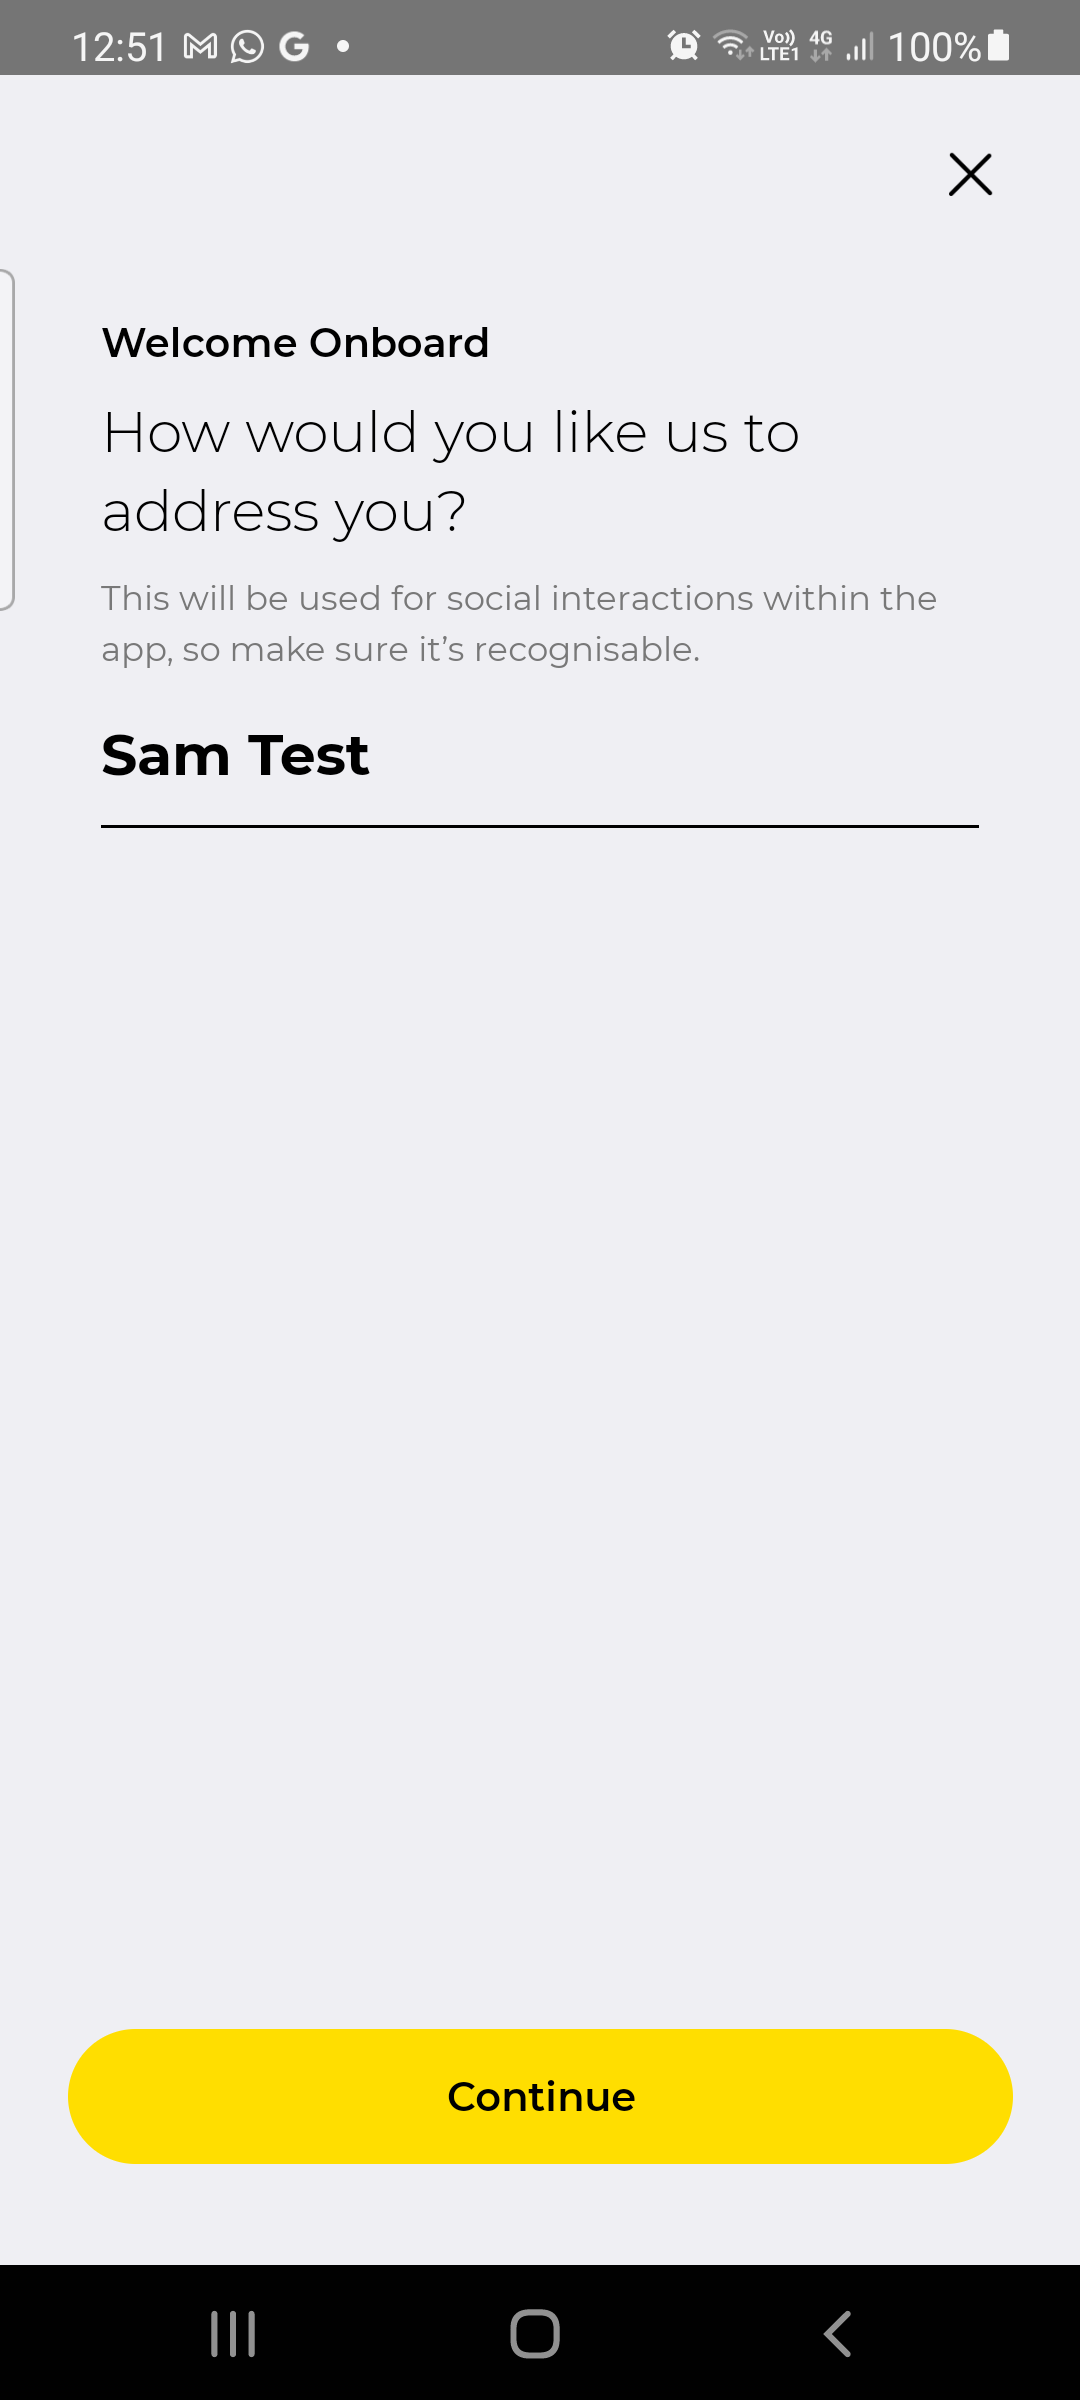 12:51
Vo)) LTE1 4G 100%
Welcome Onboard
How would you like us to
address you?
This will be used for social interactions within the
app, so make sure it’s recognisable.
Sam Test
Continue